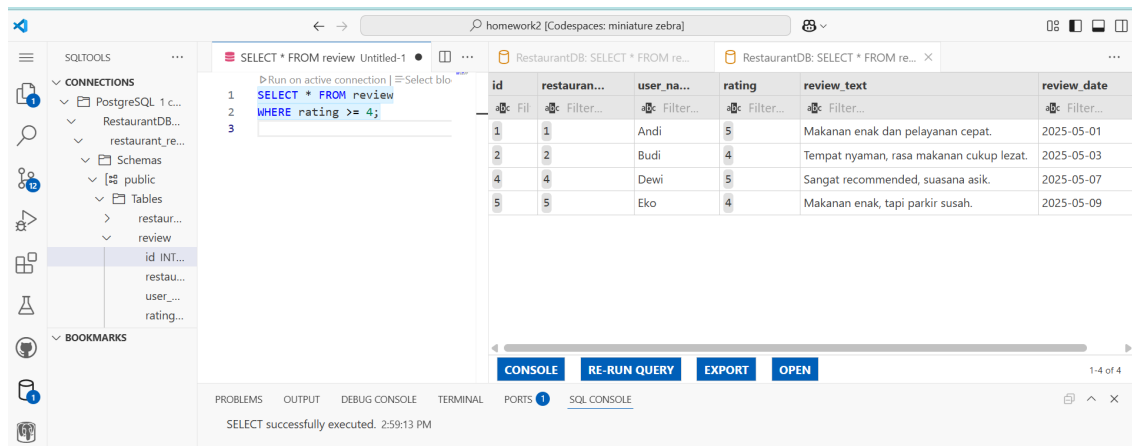 homework2 [Codespaces: miniature zebra]
SQLTOOLS
CONNECTIONS
PostgreSQL 1 c...
RestaurantDB...
restaurant_re...
Schemas
public
Tables
restaur...
review
id INT...
restau...
user_...
rating...
BOOKMARKS
1
12
1
SELECT * FROM review Untitled-1
Run on active connection | Select bloc
1 SELECT * FROM review
2 WHERE rating >= 4;
3
RestaurantDB: SELECT * FROM re...
RestaurantDB: SELECT * FROM re...
id restauran... user_na... rating review_text review_date
Fil Filter... Filter... Filter... Filter... Filter...
1 1 Andi 5 Makanan enak dan pelayanan cepat. 2025-05-01
2 2 Budi 4 Tempat nyaman, rasa makanan cukup lezat. 2025-05-03
4 4 Dewi 5 Sangat recommended, suasana asik. 2025-05-07
5 5 Eko 4 Makanan enak, tapi parkir susah. 2025-05-09
CONSOLE RE-RUN QUERY EXPORT OPEN 1-4 of 4
PROBLEMS OUTPUT DEBUG CONSOLE TERMINAL PORTS 1 SQL CONSOLE
SELECT successfully executed. 2:59:13 PM